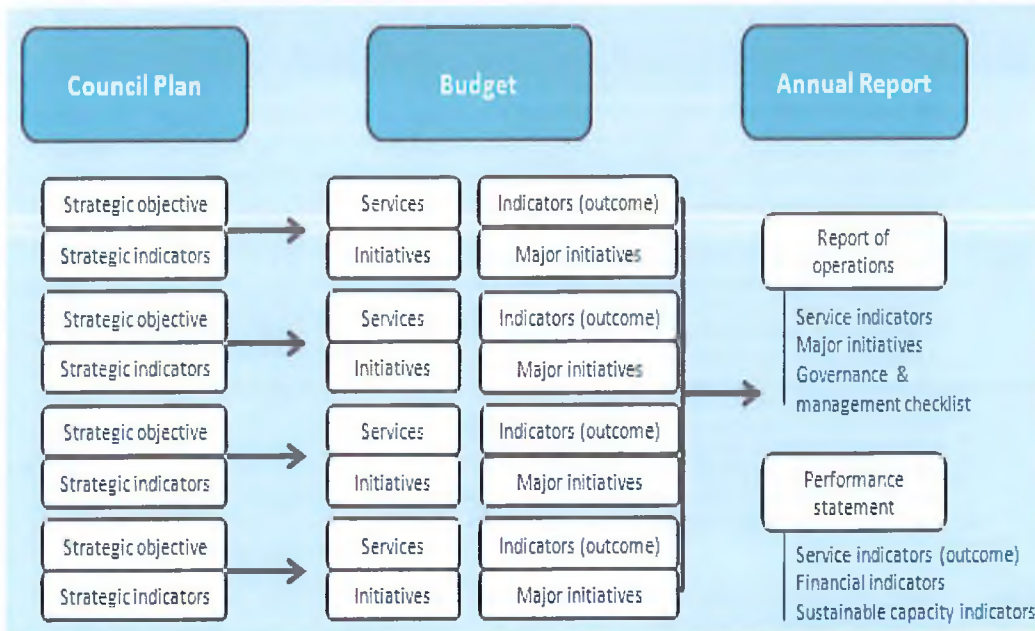 Council Plan
Budget
Annual Report
Strategic objective
Strategic indicators
Services
Initiatives
Indicators (outcome)
Major initiatives
Strategic objective
Strategic indicators
Services
Initiatives
Indicators (outcome)
Major initiatives
Strategic objective
Strategic indicators
Services
Initiatives
Indicators (outcome)
Major initiatives
Strategic objective
Strategic indicators
Services
Initiatives
Indicators (outcome)
Major initiatives
Report of
operations
Service indicators
Major initiatives
Governance &
management checklist
Performance
statement
Service indicators (outcome)
Financial indicators
Sustainable capacity indicators